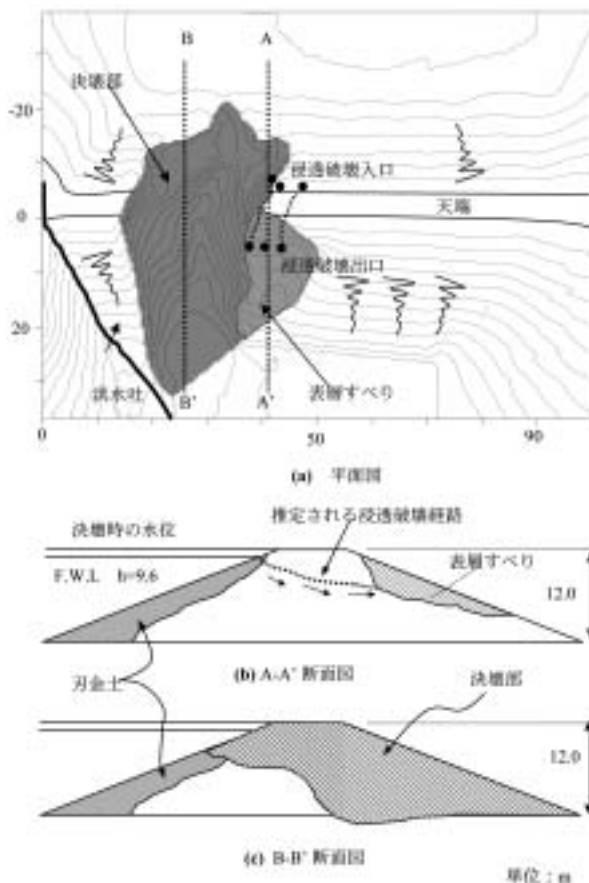 B A
決壊部
浸透破壊入口
天端
浸透破壊出口
洪水吐
B' A'
表層すべり
-20
0
20
0 50 90
(a) 平面図
推定される浸透破壊経路
決壊時の水位
表層すべり
F.W.L h=9.6
12.0
(b) A-A' 断面図
刃金土
決壊部
12.0
(c) B-B' 断面図
単位：m